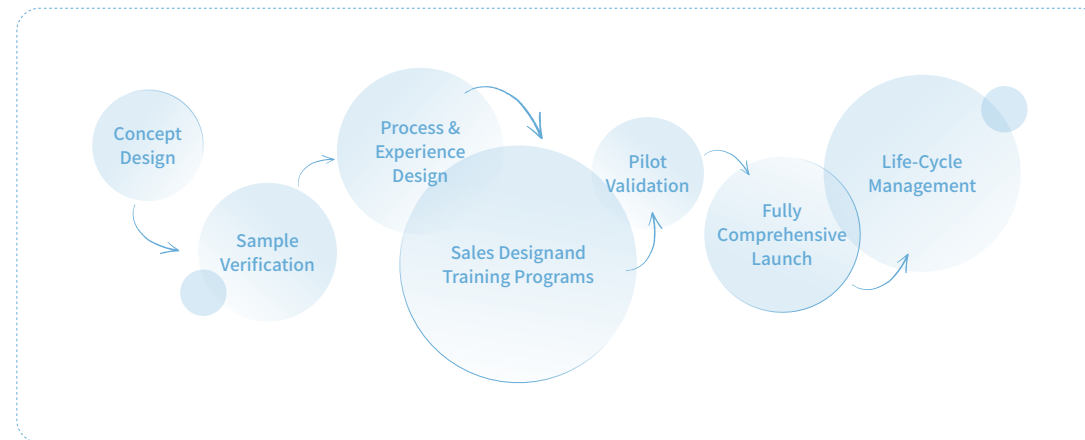 Concept
Design
Sample
Verification
Process &
Experience
Design
Sales Designand
Training Programs
Pilot
Validation
Fully
Comprehensive
Launch
Life-Cycle
Management